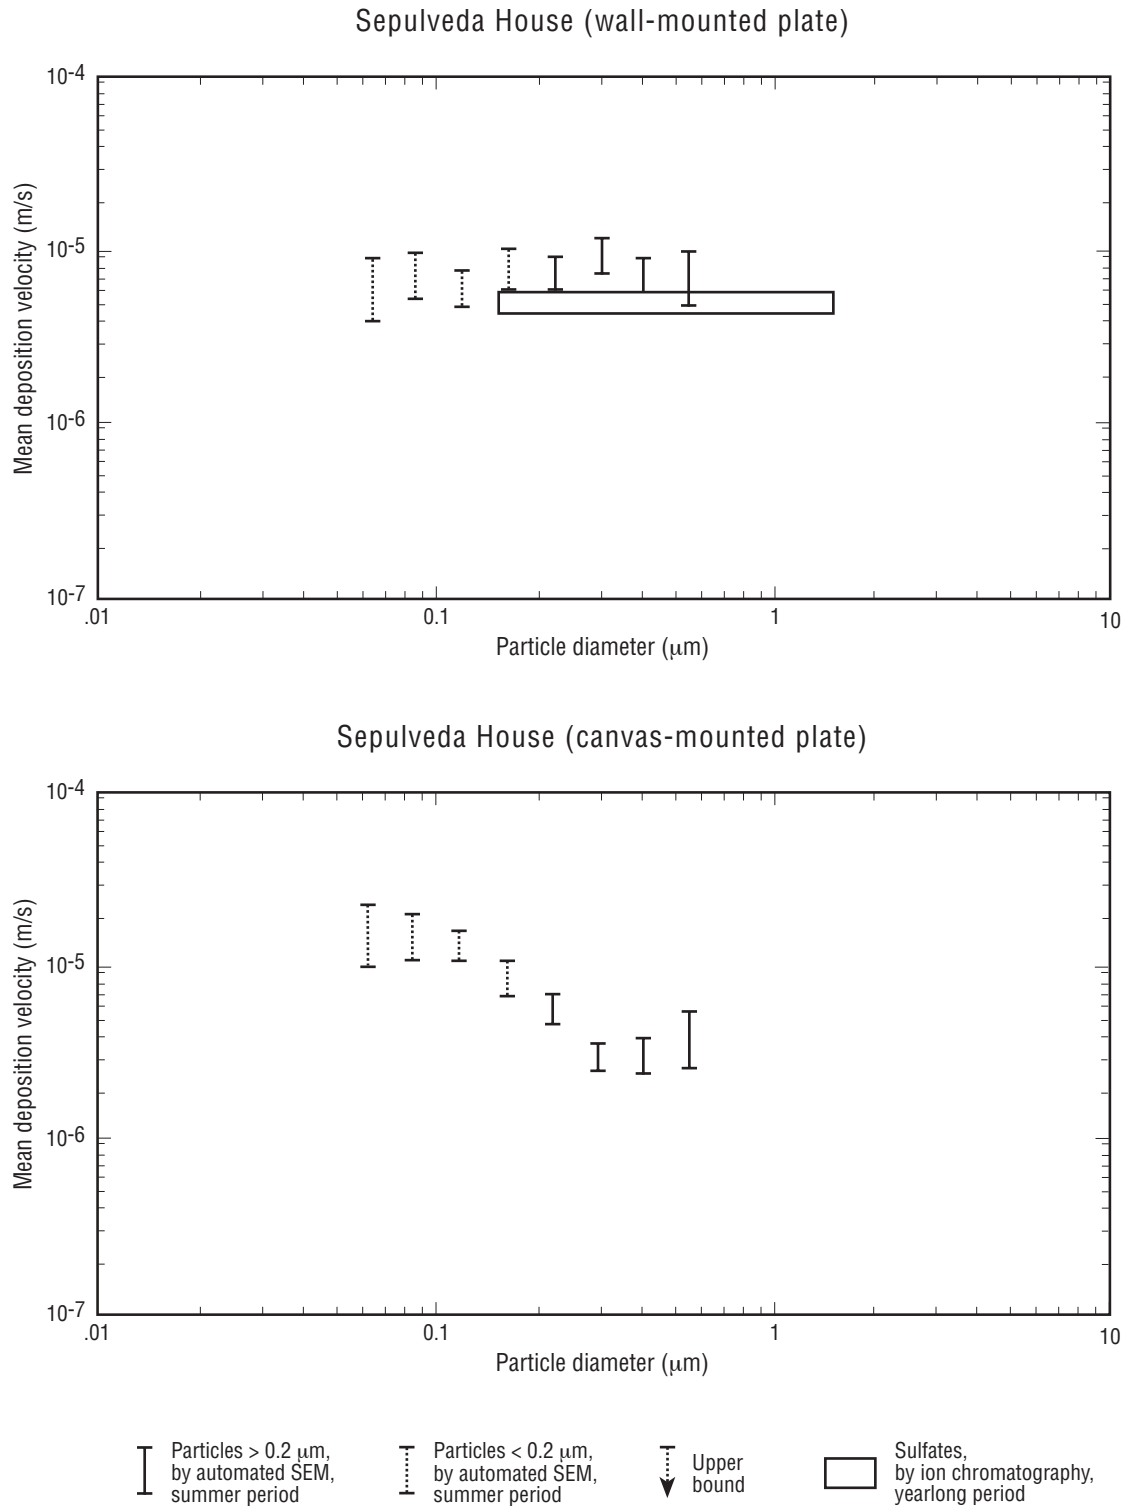 Sepulveda House (wall-mounted plate)
10-4
10-5
10-6
10-7
Mean deposition velocity (m/s)
.01 0.1 1 10
Particle diameter (μm)
Sepulveda House (canvas-mounted plate)
10-4
10-5
10-6
10-7
Mean deposition velocity (m/s)
.01 0.1 1 10
Particle diameter (μm)
Particles > 0.2 μm,
by automated SEM,
summer period
Particles < 0.2 μm,
by automated SEM,
summer period
Upper
bound
Sulfates,
by ion chromatography,
yearlong period